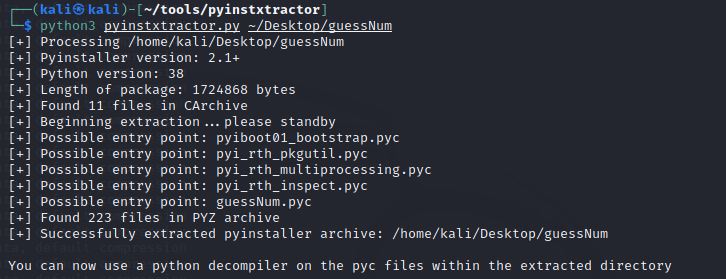 ┌──(kali㉿kali)-[~/tools/pyinstxtractor]
└─$ python3 pyinstxtractor.py ~/Desktop/guessNum
[+] Processing /home/kali/Desktop/guessNum
[+] Pyinstaller version: 2.1+
[+] Python version: 38
[+] Length of package: 1724868 bytes
[+] Found 11 files in CArchive
[+] Beginning extraction...please standby
[+] Possible entry point: pyiboot01_bootstrap.pyc
[+] Possible entry point: pyi_rth_pkgutil.pyc
[+] Possible entry point: pyi_rth_multiprocessing.pyc
[+] Possible entry point: pyi_rth_inspect.pyc
[+] Possible entry point: guessNum.pyc
[+] Found 223 files in PYZ archive
[+] Successfully extracted pyinstaller archive: /home/kali/Desktop/guessNum
ata, default compression
You can now use a python decompiler on the pyc files within the extracted directory